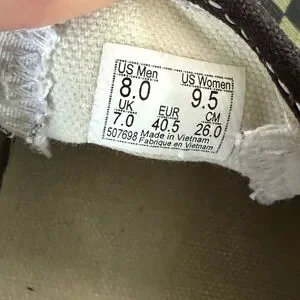 US Men US Women
8.0 9.5
UK EUR CM
7.0 40.5 26.0
507698 Made in Vietnam
Fabrique en Vietnam